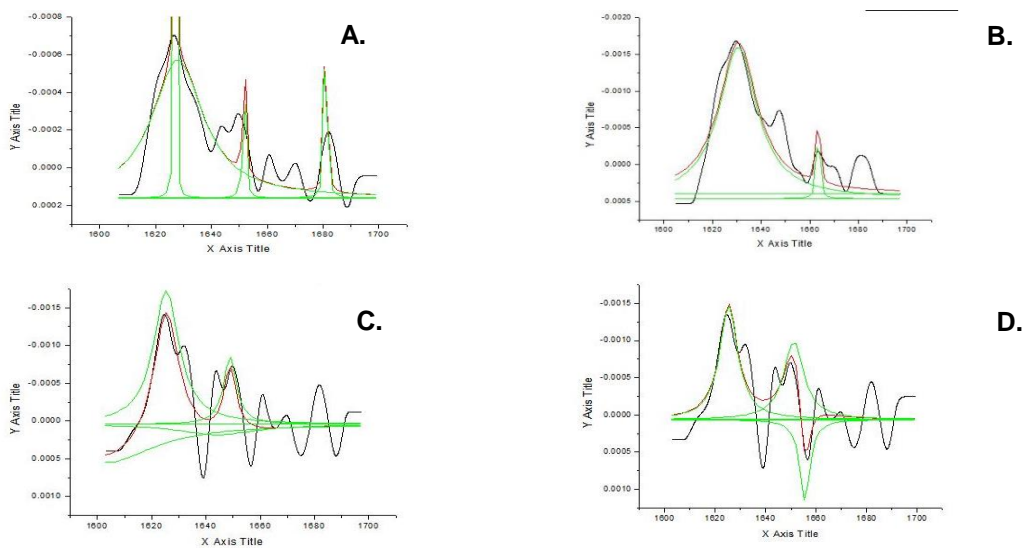 A.
-0.0008
-0.0006
-0.0004
-0.0002
0.0000
0.0002
Y Axis Title
1600 1620 1640 1660 1680 1700
X Axis Title
B.
-0.0020
-0.0015
-0.0010
-0.0005
0.0000
0.0005
Y Axis Title
1600 1620 1640 1660 1680 1700
X Axis Title
C.
-0.0015
-0.0010
-0.0005
0.0000
0.0005
0.0010
Y Axis Title
1600 1620 1640 1660 1680 1700
X Axis Title
D.
-0.0015
-0.0010
-0.0005
0.0000
0.0005
0.0010
Y Axis Title
1600 1620 1640 1660 1680 1700
X Axis Title